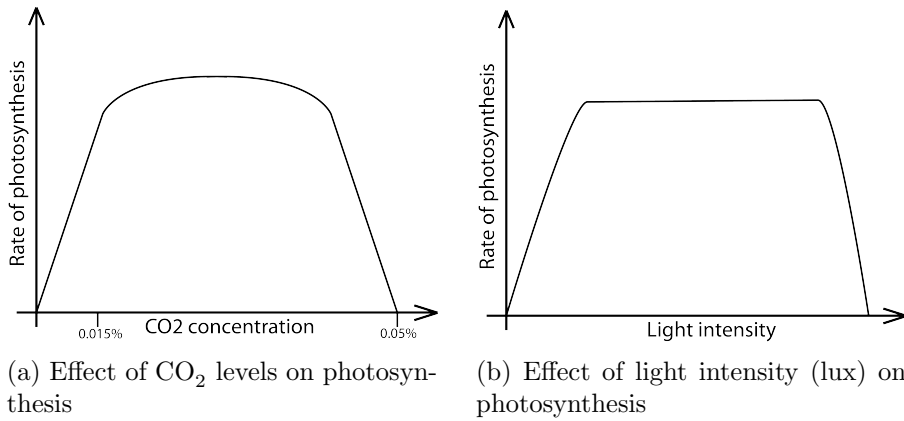 Rate of photosynthesis
0.015%
CO2 concentration
0.05%
(a) Effect of CO₂ levels on photosyn-
thesis
Rate of photosynthesis
Light intensity
(b) Effect of light intensity (lux) on
photosynthesis